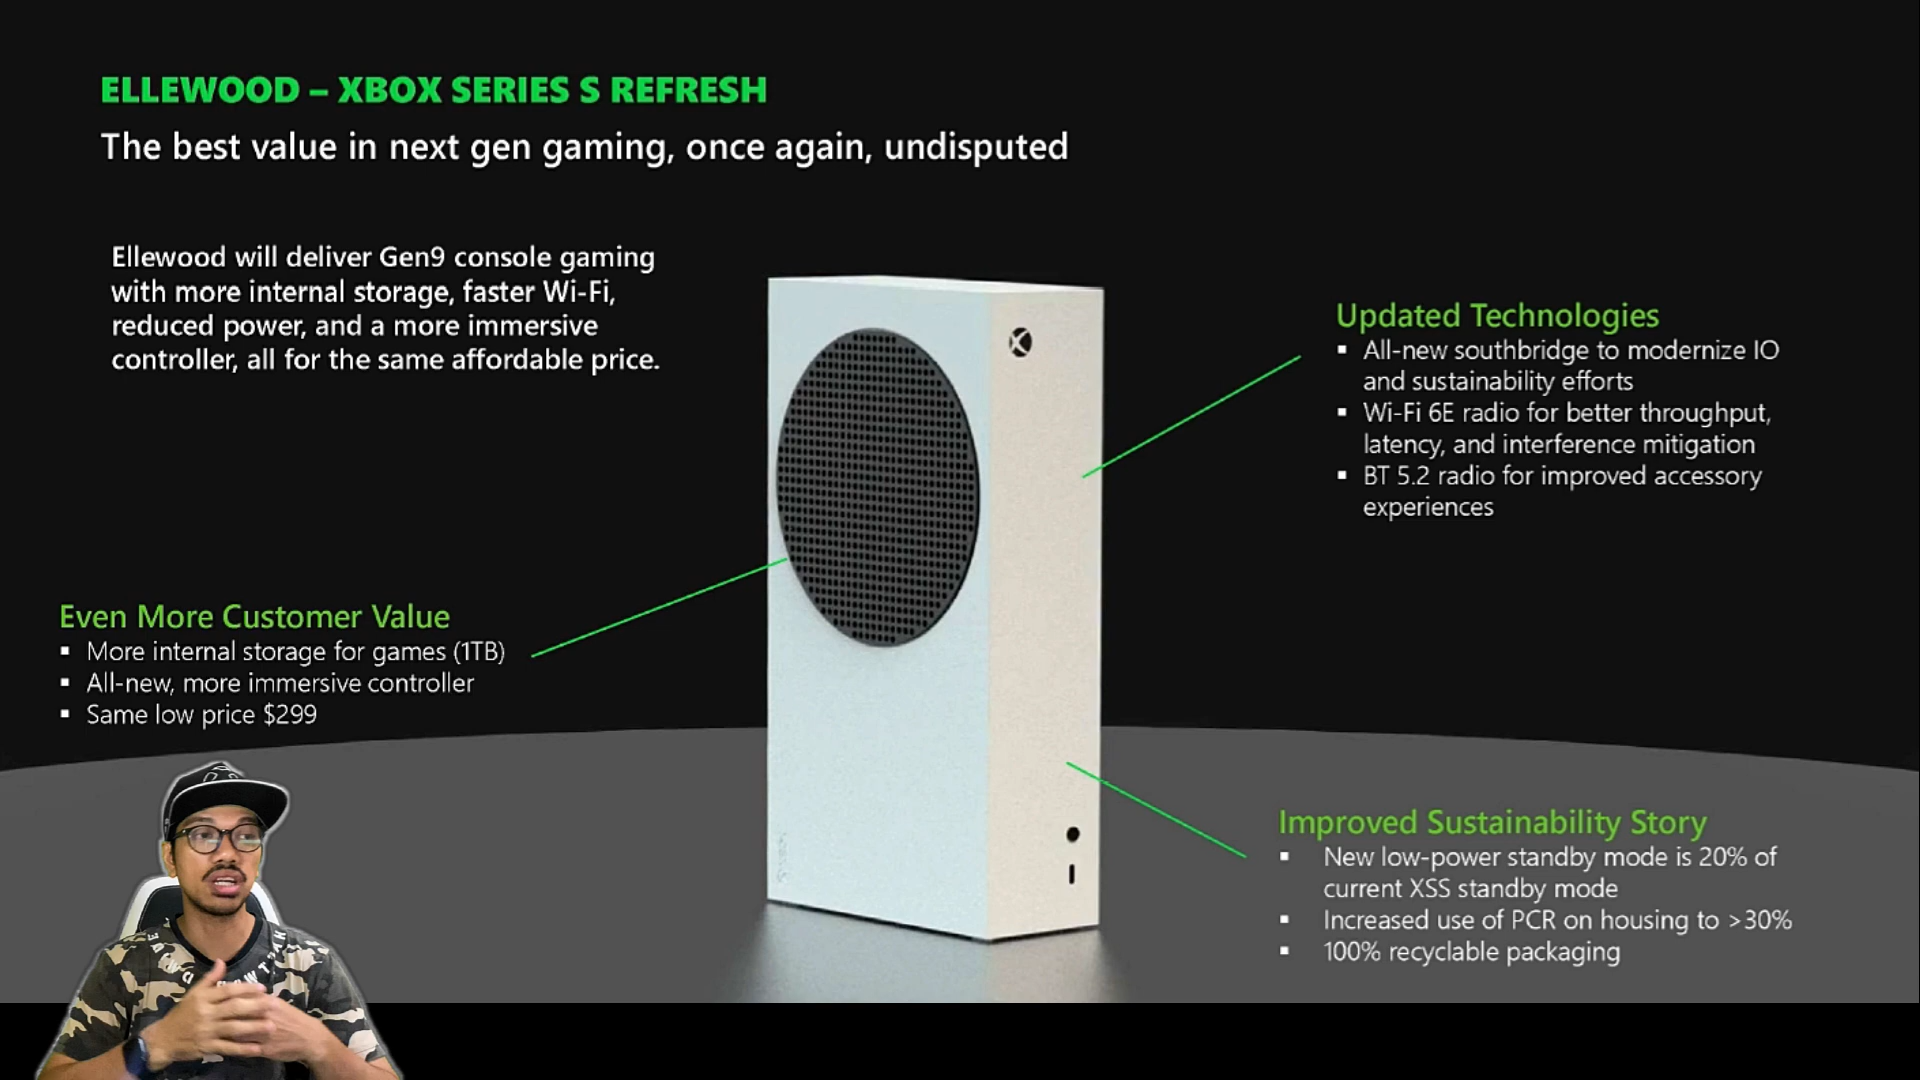 ELLEWOOD – XBOX SERIES S REFRESH
The best value in next gen gaming, once again, undisputed
Ellewood will deliver Gen9 console gaming
with more internal storage, faster Wi-Fi,
reduced power, and a more immersive
controller, all for the same affordable price.
Updated Technologies
▪ All-new southbridge to modernize IO
and sustainability efforts
▪ Wi-Fi 6E radio for better throughput,
latency, and interference mitigation
▪ BT 5.2 radio for improved accessory
experiences
Even More Customer Value
▪ More internal storage for games (1TB)
▪ All-new, more immersive controller
▪ Same low price $299
Improved Sustainability Story
▪ New low-power standby mode is 20% of
current XSS standby mode
▪ Increased use of PCR on housing to >30%
▪ 100% recyclable packaging